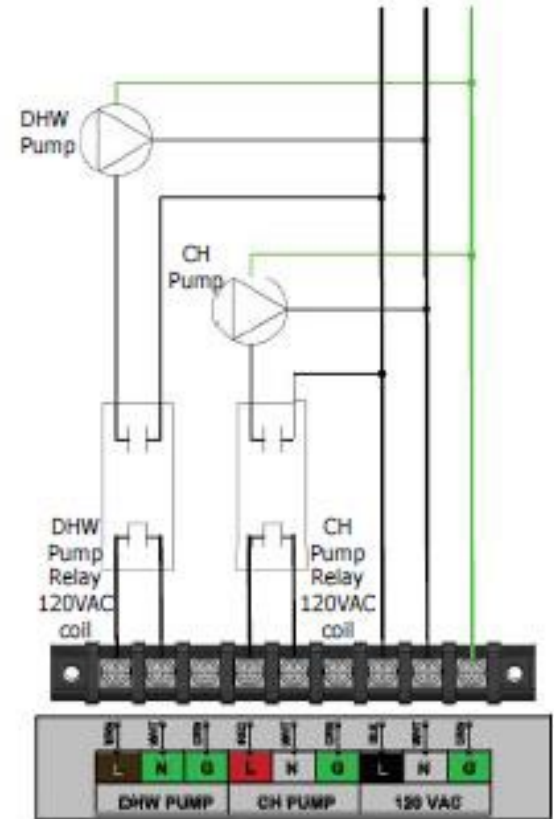 DHW
Pump
CH
Pump
DHW
Pump
Relay
120VAC
coil
CH
Pump
Relay
120VAC
coil
L N G L N G L N G
DHW PUMP CH PUMP 120 VAC